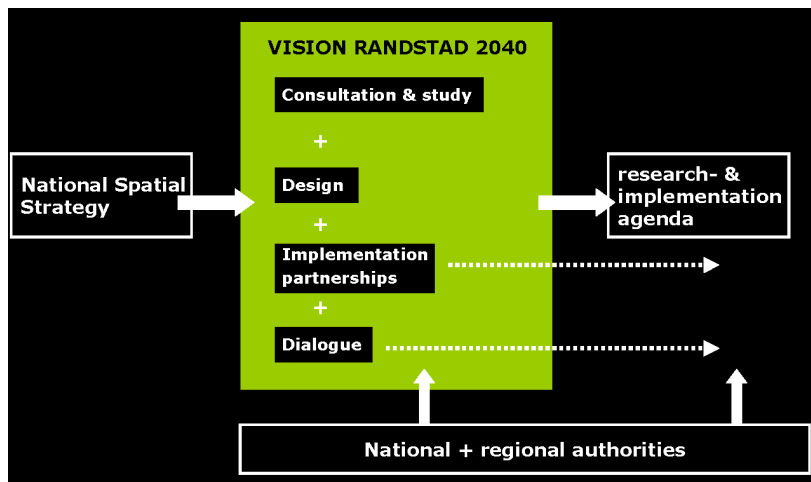 VISION RANDSTAD 2040
Consultation & study
+
National Spatial
Strategy
Design
research- &
implementation
agenda
+
Implementation
partnerships
+
Dialogue
National + regional authorities